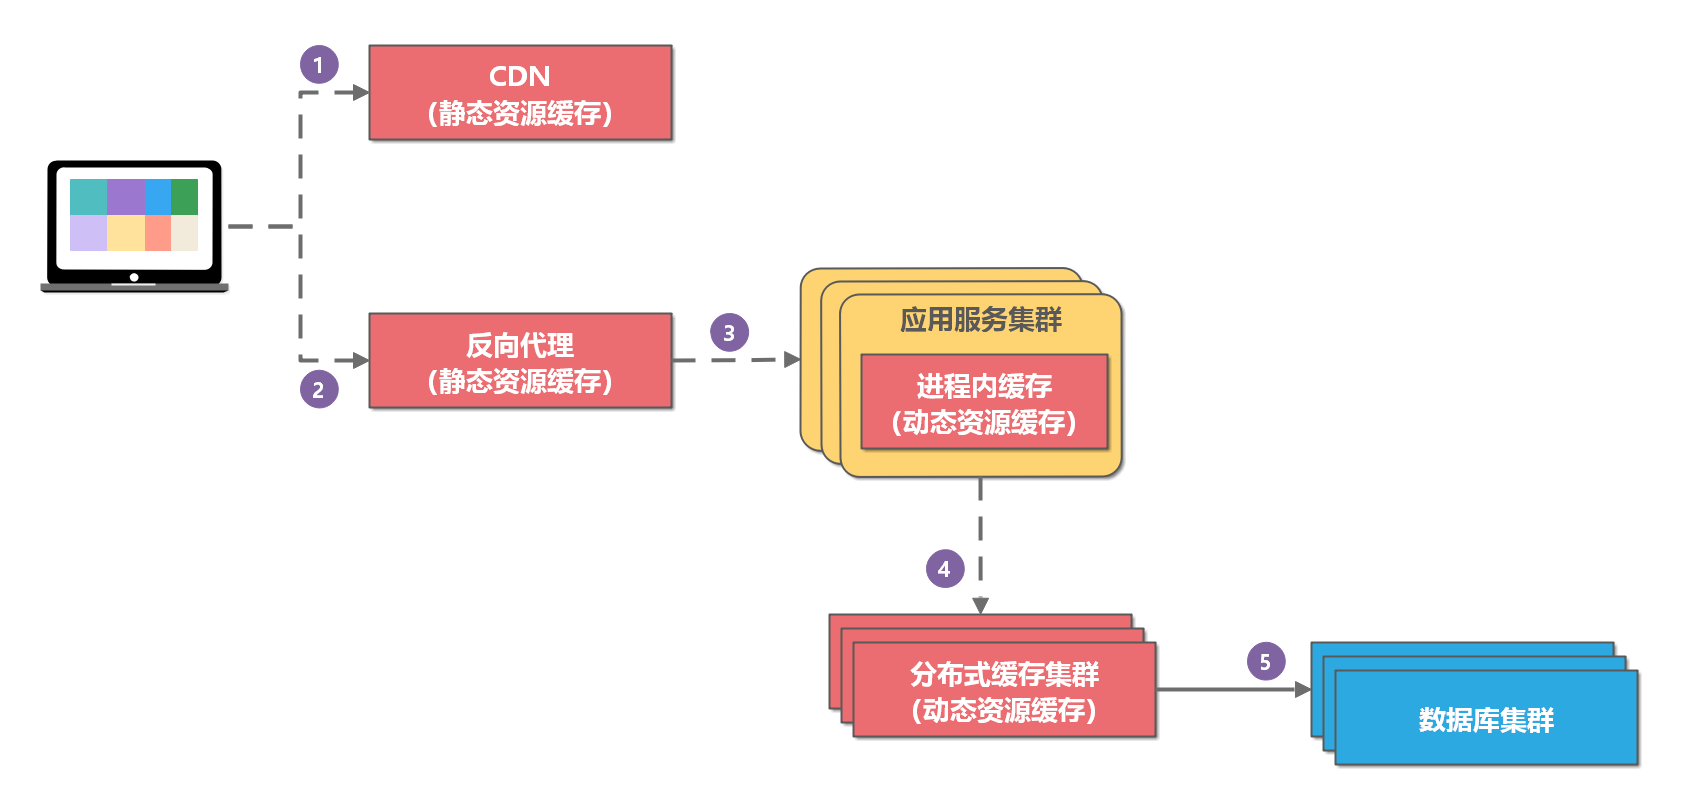 1
CDN
(静态资源缓存)
2
反向代理
(静态资源缓存)
3
应用服务集群
进程内缓存
(动态资源缓存)
4
分布式缓存集群
(动态资源缓存)
5
数据库集群